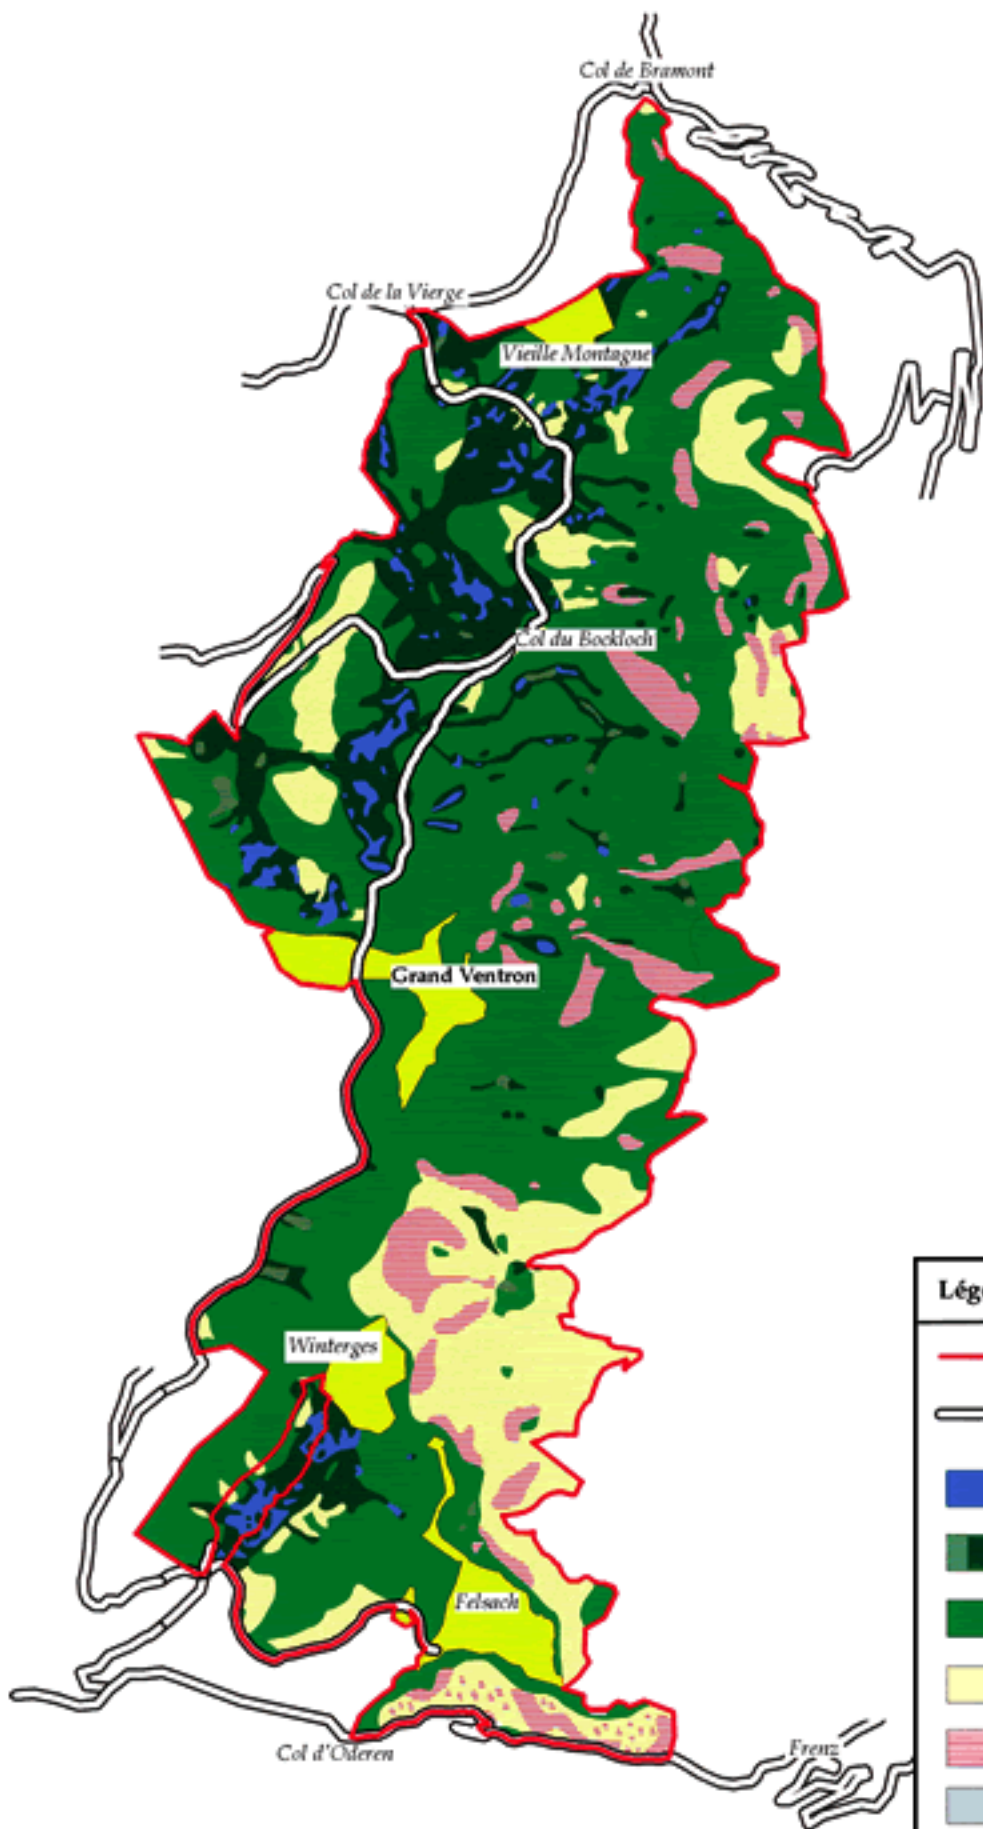 Col de Bramont
Col de la Vierge
Vieille Montagne
Col du Bockloch
Grand Ventron
Winterges
Felsach
Col d'Oderen
Frenz
Lég